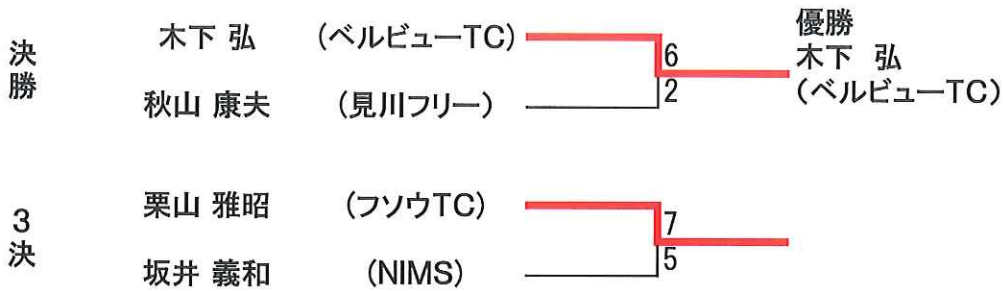 決勝
木下 弘 (ベルビューTC)
6
秋山 康夫 (見川フリー)
2
優勝
木下 弘
(ベルビューTC)
3決
栗山 雅昭 (フソウTC)
7
坂井 義和 (NIMS)
5